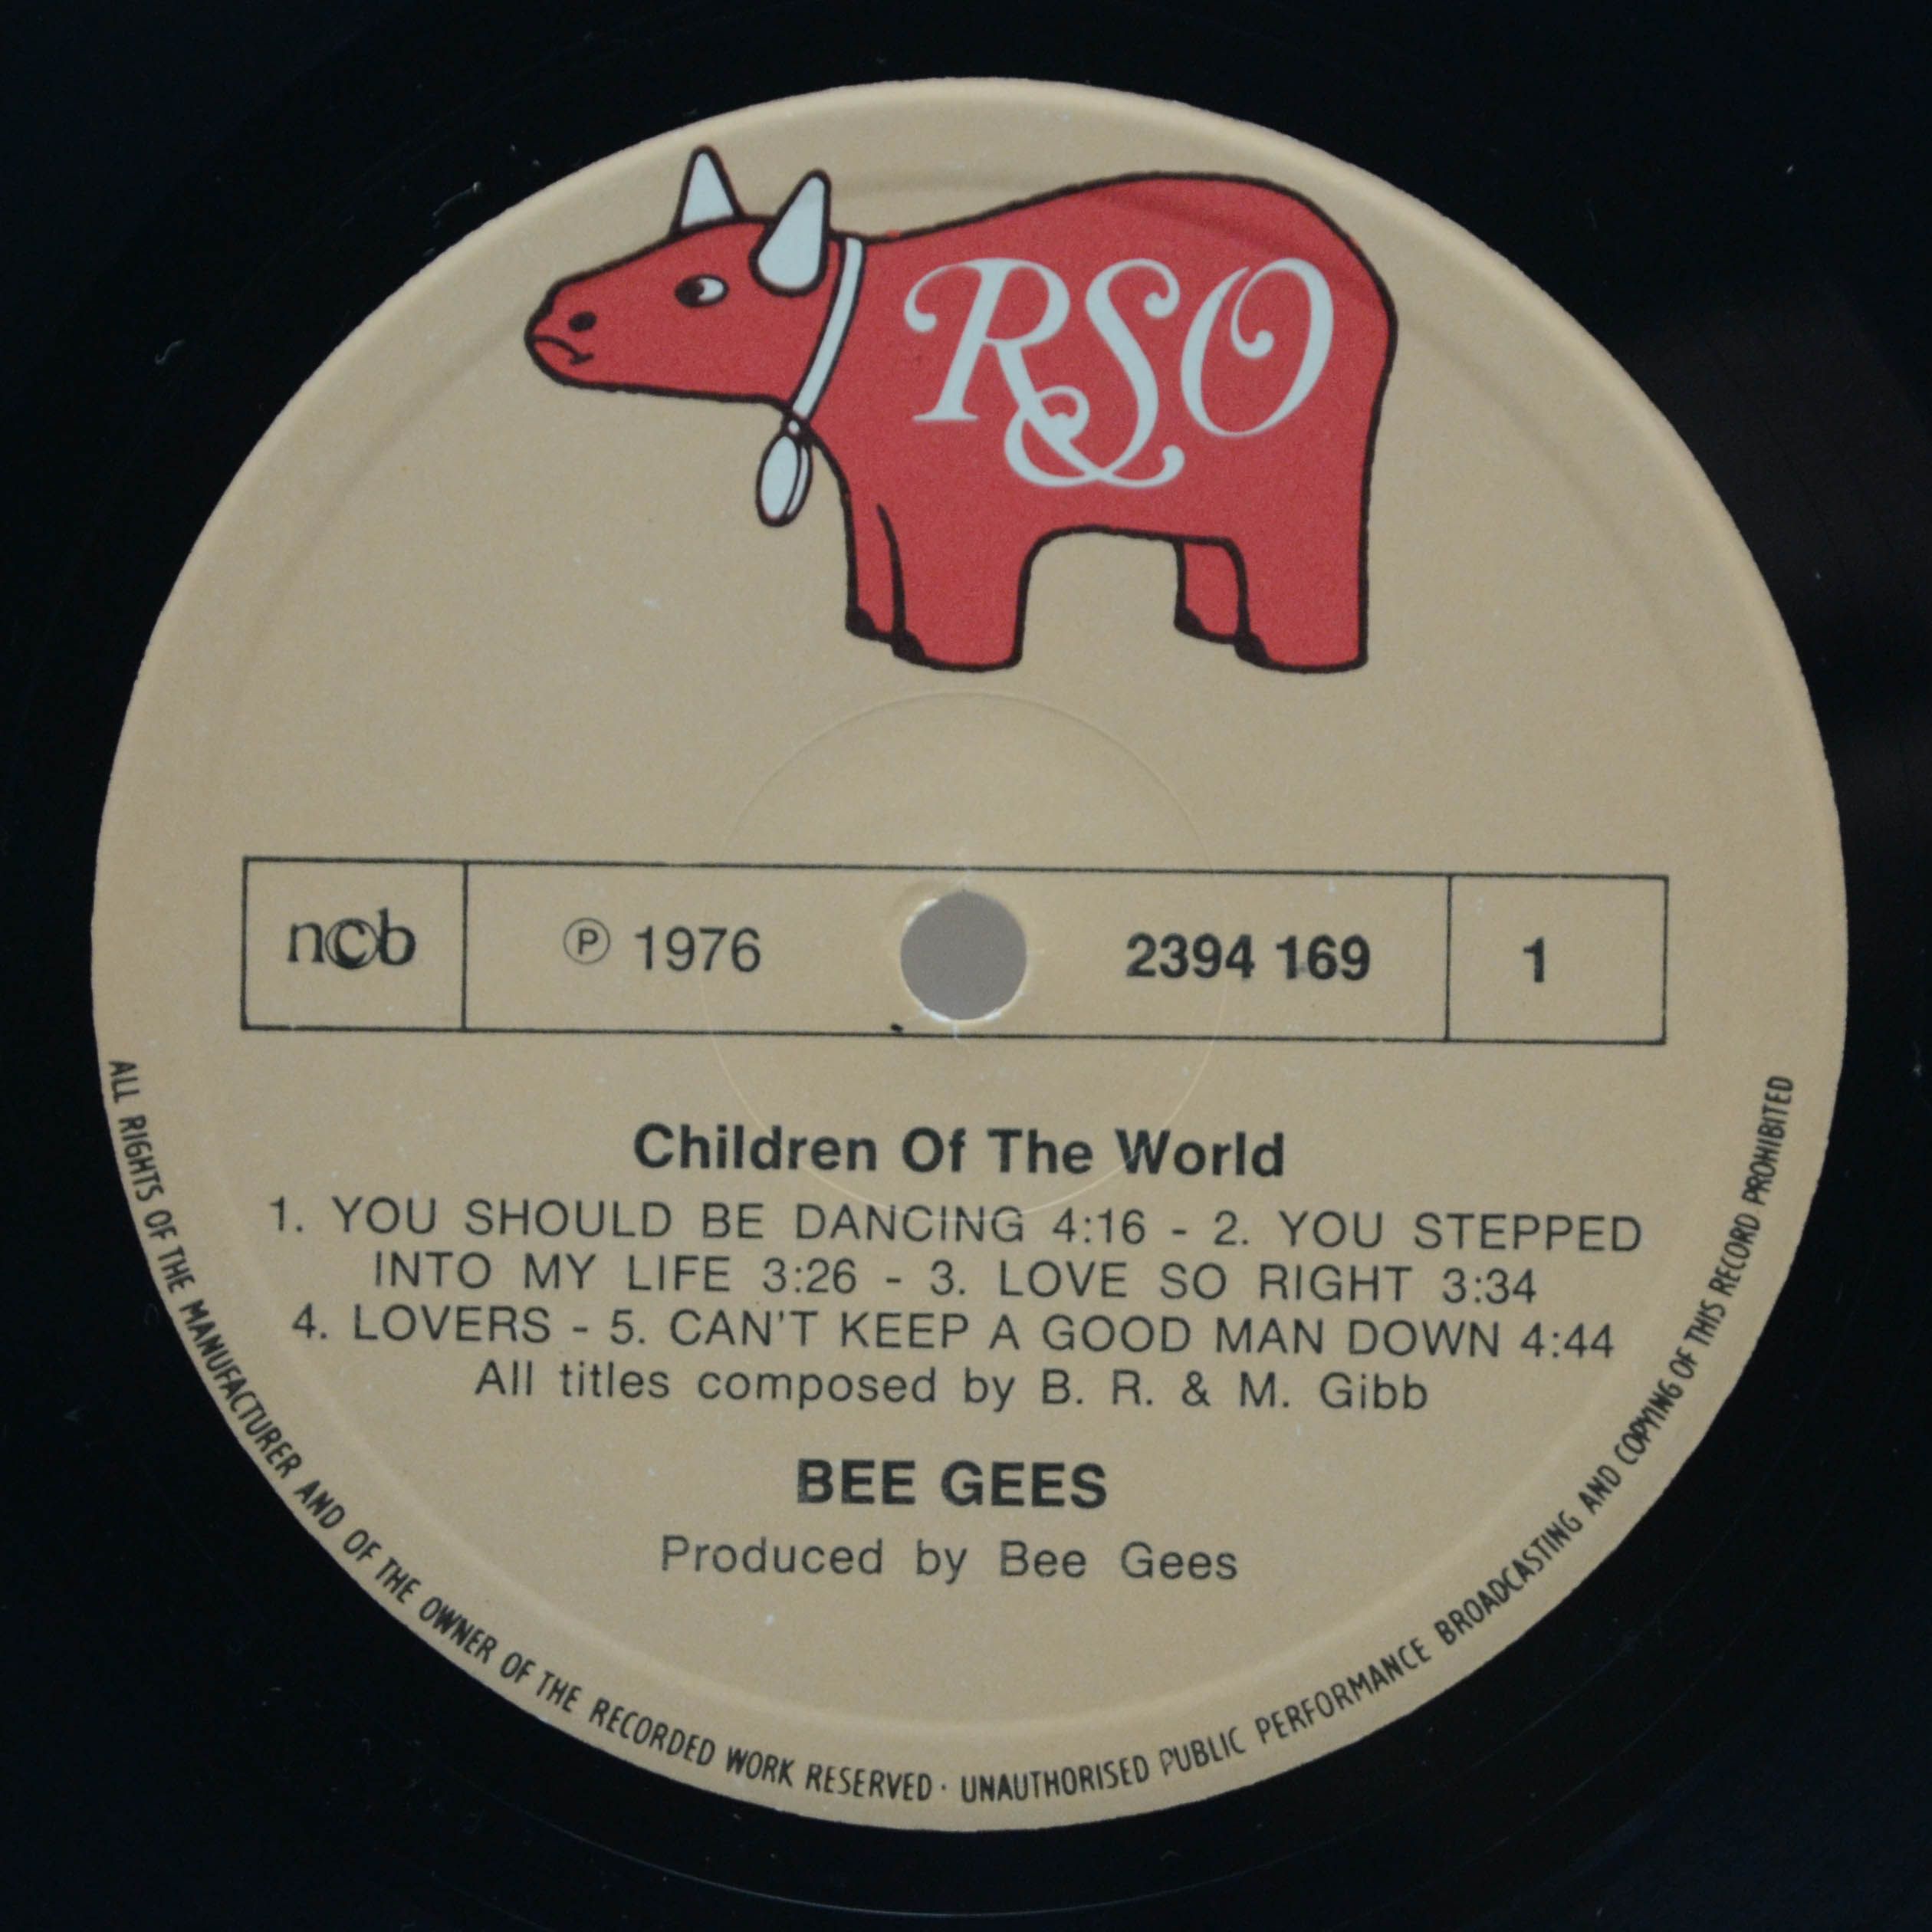 RSO
ncb ℗ 1976 2394 169 1
Children Of The World
1. YOU SHOULD BE DANCING 4:16 - 2. YOU STEPPED
INTO MY LIFE 3:26 - 3. LOVE SO RIGHT 3:34
4. LOVERS - 5. CAN'T KEEP A GOOD MAN DOWN 4:44
All titles composed by B. R. & M. Gibb
BEE GEES
Produced by Bee Gees
ALL RIGHTS OF THE MANUFACTURER AND OF THE OWNER OF THE RECORDED WORK RESERVED · UNAUTHORISED PUBLIC PERFORMANCE BROADCASTING AND COPYING OF THIS RECORD PROHIBITED